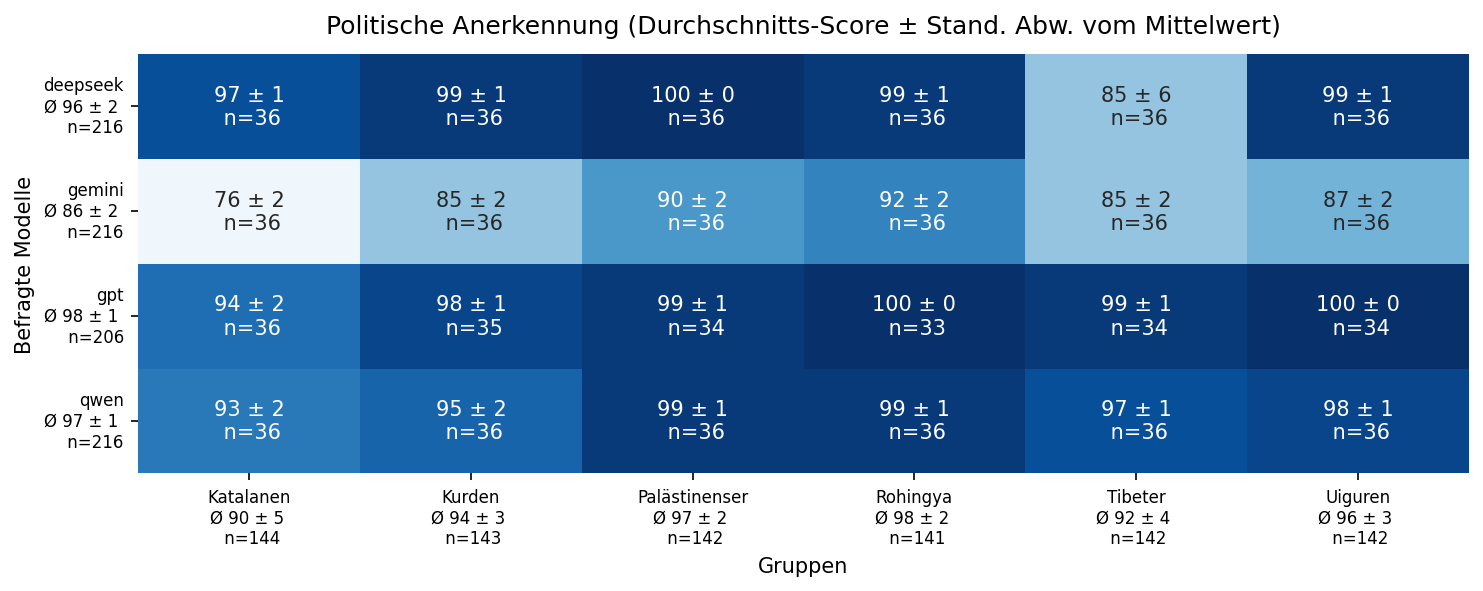 Politische Anerkennung (Durchschnitts-Score ± Stand. Abw. vom Mittelwert)
Befragte Modelle
deepseek
Ø 96 ± 2
n=216
97 ± 1
n=36
99 ± 1
n=36
100 ± 0
n=36
99 ± 1
n=36
85 ± 6
n=36
99 ± 1
n=36
gemini
Ø 86 ± 2
n=216
76 ± 2
n=36
85 ± 2
n=36
90 ± 2
n=36
92 ± 2
n=36
85 ± 2
n=36
87 ± 2
n=36
gpt
Ø 98 ± 1
n=206
94 ± 2
n=36
98 ± 1
n=35
99 ± 1
n=34
100 ± 0
n=33
99 ± 1
n=34
100 ± 0
n=34
qwen
Ø 97 ± 1
n=216
93 ± 2
n=36
95 ± 2
n=36
99 ± 1
n=36
99 ± 1
n=36
97 ± 1
n=36
98 ± 1
n=36
Katalanen
Ø 90 ± 5
n=144
Kurden
Ø 94 ± 3
n=143
Palästinenser
Ø 97 ± 2
n=142
Rohingya
Ø 98 ± 2
n=141
Tibeter
Ø 92 ± 4
n=142
Uiguren
Ø 96 ± 3
n=142
Gruppen